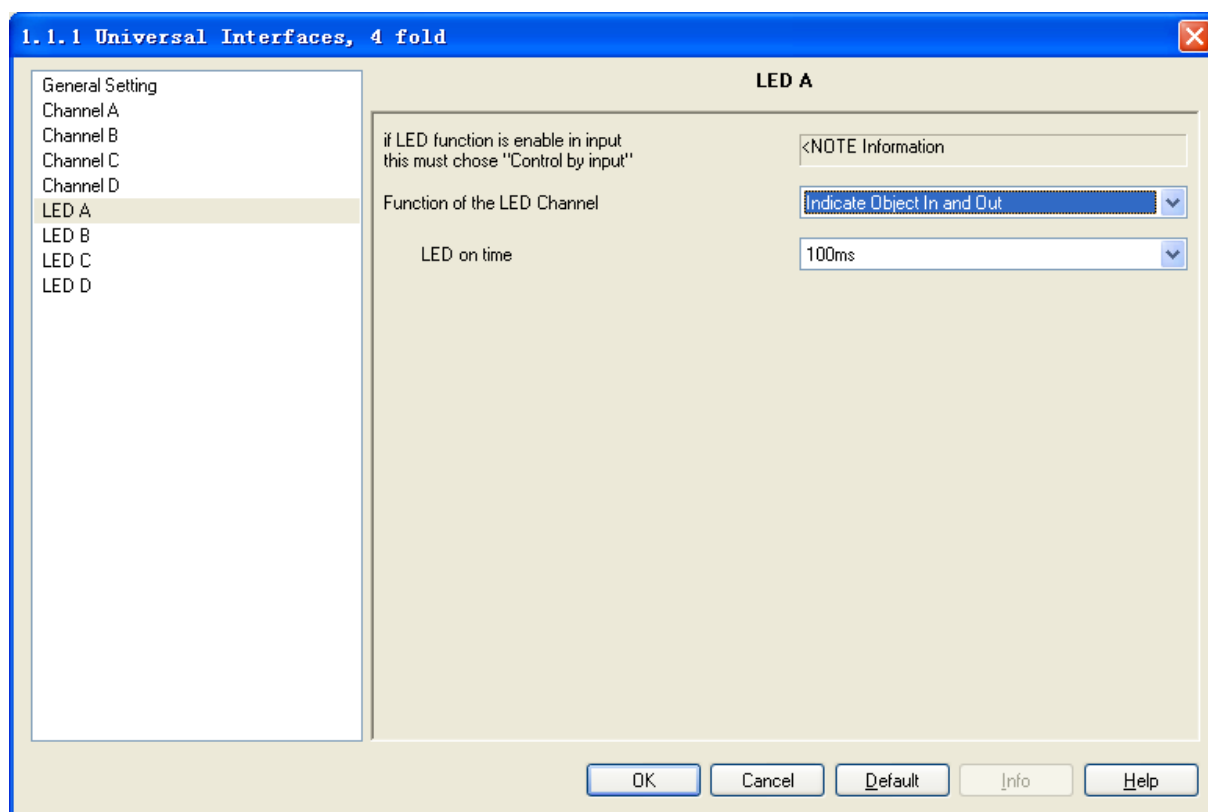 1.1.1 Universal Interfaces, 4 fold
General Setting
Channel A
Channel B
Channel C
Channel D
LED A
LED B
LED C
LED D
LED A
if LED function is enable in input
this must chose "Control by input"
<NOTE Information
Function of the LED Channel
Indicate Object In and Out
LED on time
100ms
OK
Cancel
Default
Info
Help